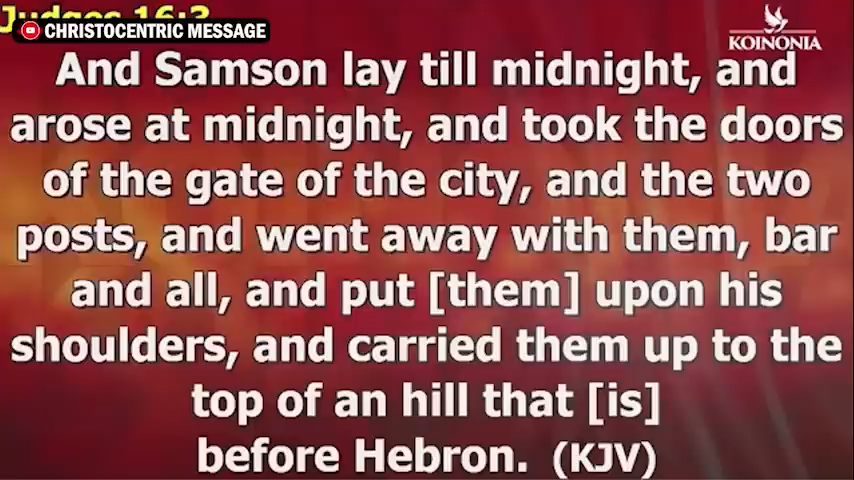 Judges 16:3
CHRISTOCENTRIC MESSAGE
KOINONIA
And Samson lay till midnight, and
arose at midnight, and took the doors
of the gate of the city, and the two
posts, and went away with them, bar
and all, and put [them] upon his
shoulders, and carried them up to the
top of an hill that [is]
before Hebron. (KJV)